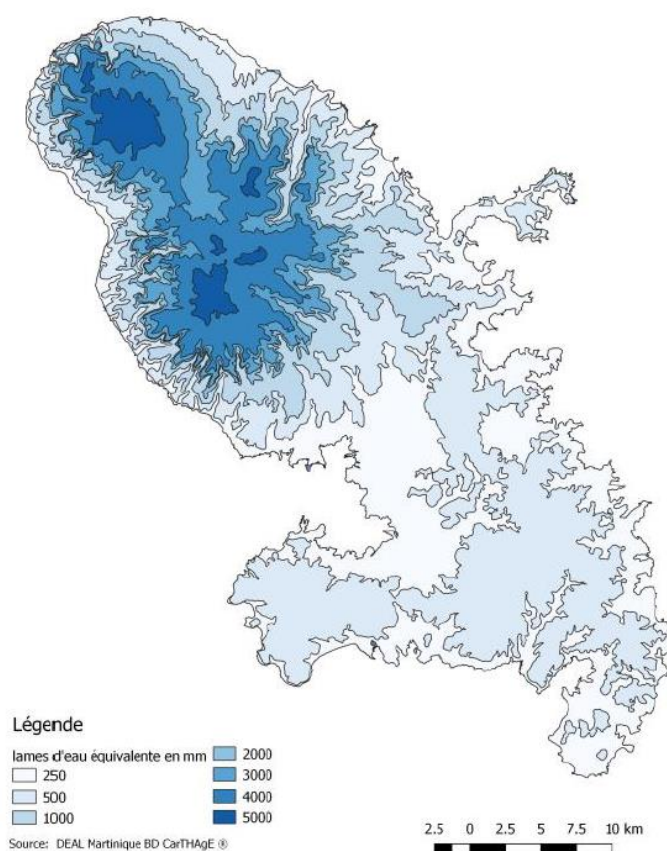 Légende
lames d'eau équivalente en mm
250
500
1000
2000
3000
4000
5000
Source: DEAL Martinique BD CarTHAgE ®
2.5 0 2.5 5 7.5 10 km